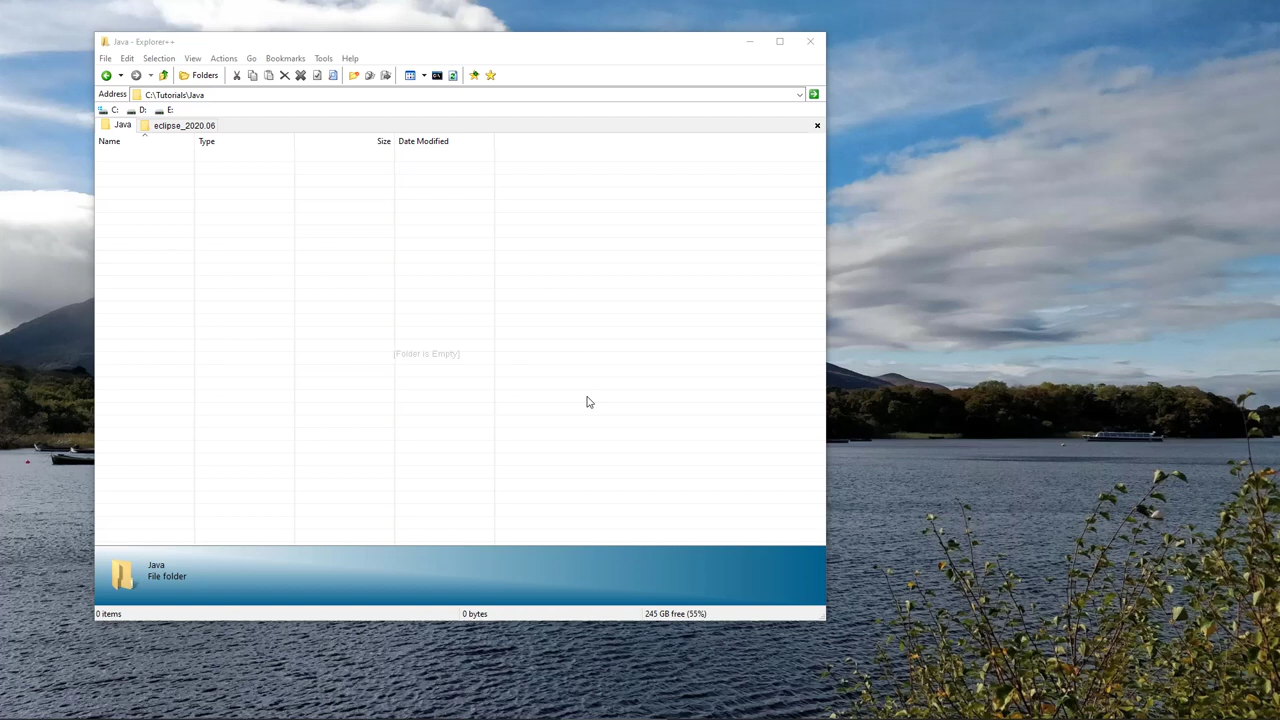 Java - Explorer++
File Edit Selection View Actions Go Bookmarks Tools Help
Folders
Address C:\Tutorials\Java
C: D: E:
Java eclipse_2020.06
Name Type Size Date Modified
[Folder is Empty]
Java
File folder
0 items 0 bytes 245 GB free (55%)